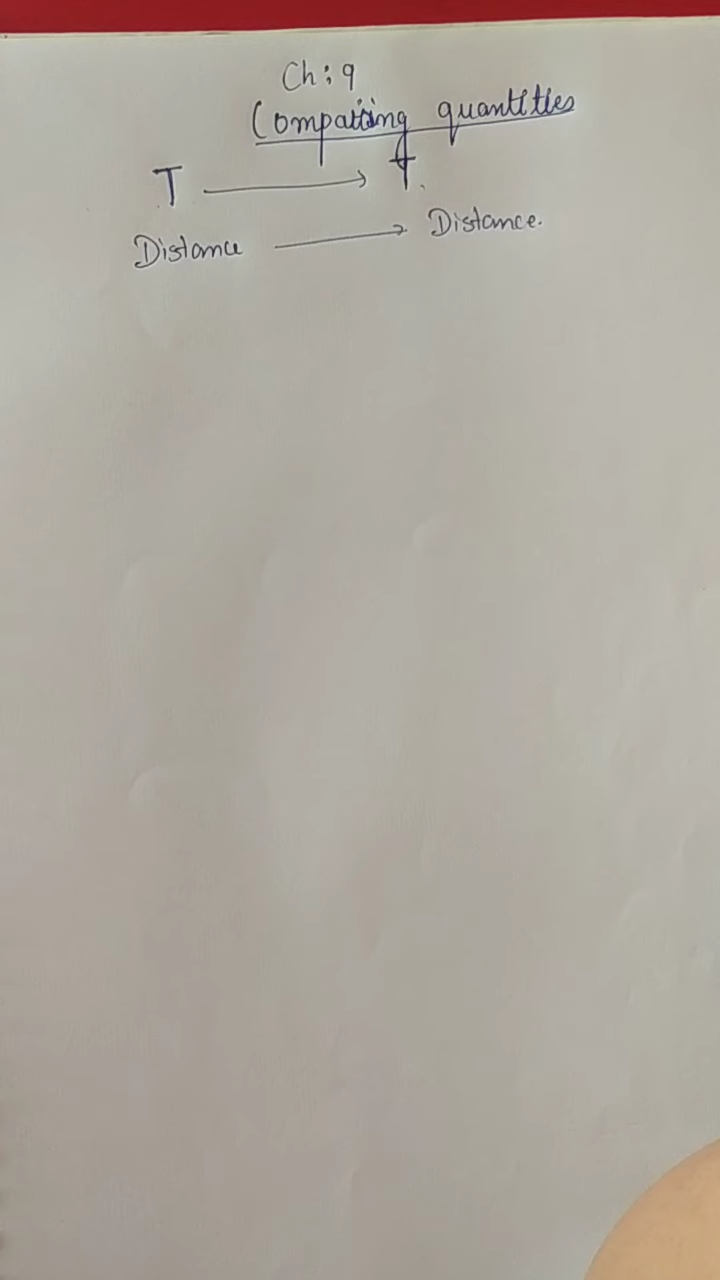 Ch: 9
Comparing quantities
T → T.
Distance → Distance.